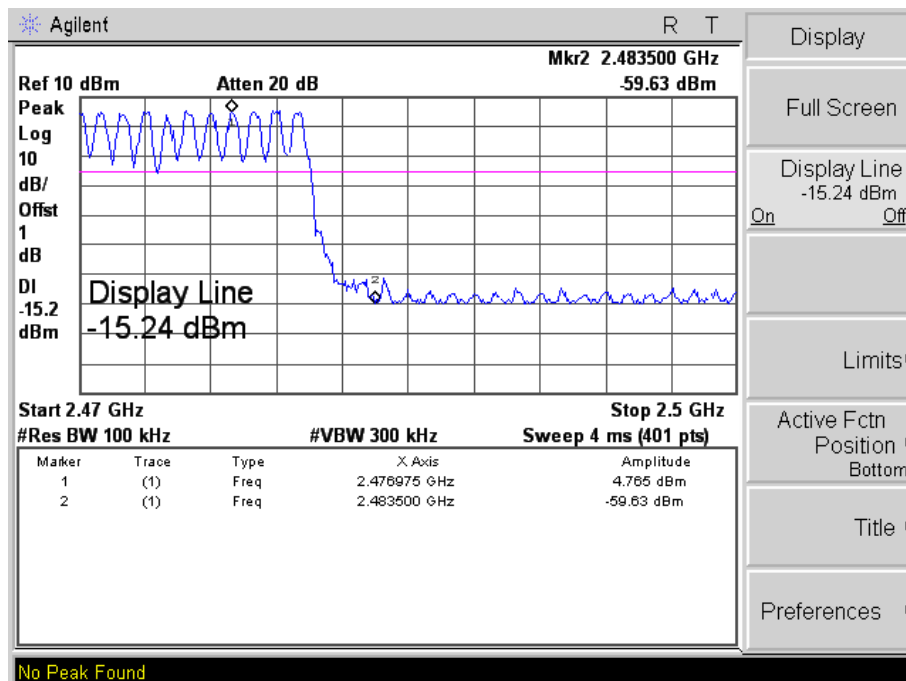 Agilent R T
Mkr2 2.483500 GHz
Ref 10 dBm Atten 20 dB -59.63 dBm
Peak
Log
10
dB/
Offst
1
dB
DI
-15.2
dBm
1
2
Display Line
-15.24 dBm
Start 2.47 GHz Stop 2.5 GHz
#Res BW 100 kHz #VBW 300 kHz Sweep 4 ms (401 pts)
Marker Trace Type X Axis Amplitude
1 (1) Freq 2.476975 GHz 4.765 dBm
2 (1) Freq 2.483500 GHz -59.63 dBm
No Peak Found
Display
Full Screen
Display Line
-15.24 dBm
On Off
Limits
Active Fctn
Position
Bottom
Title
Preferences